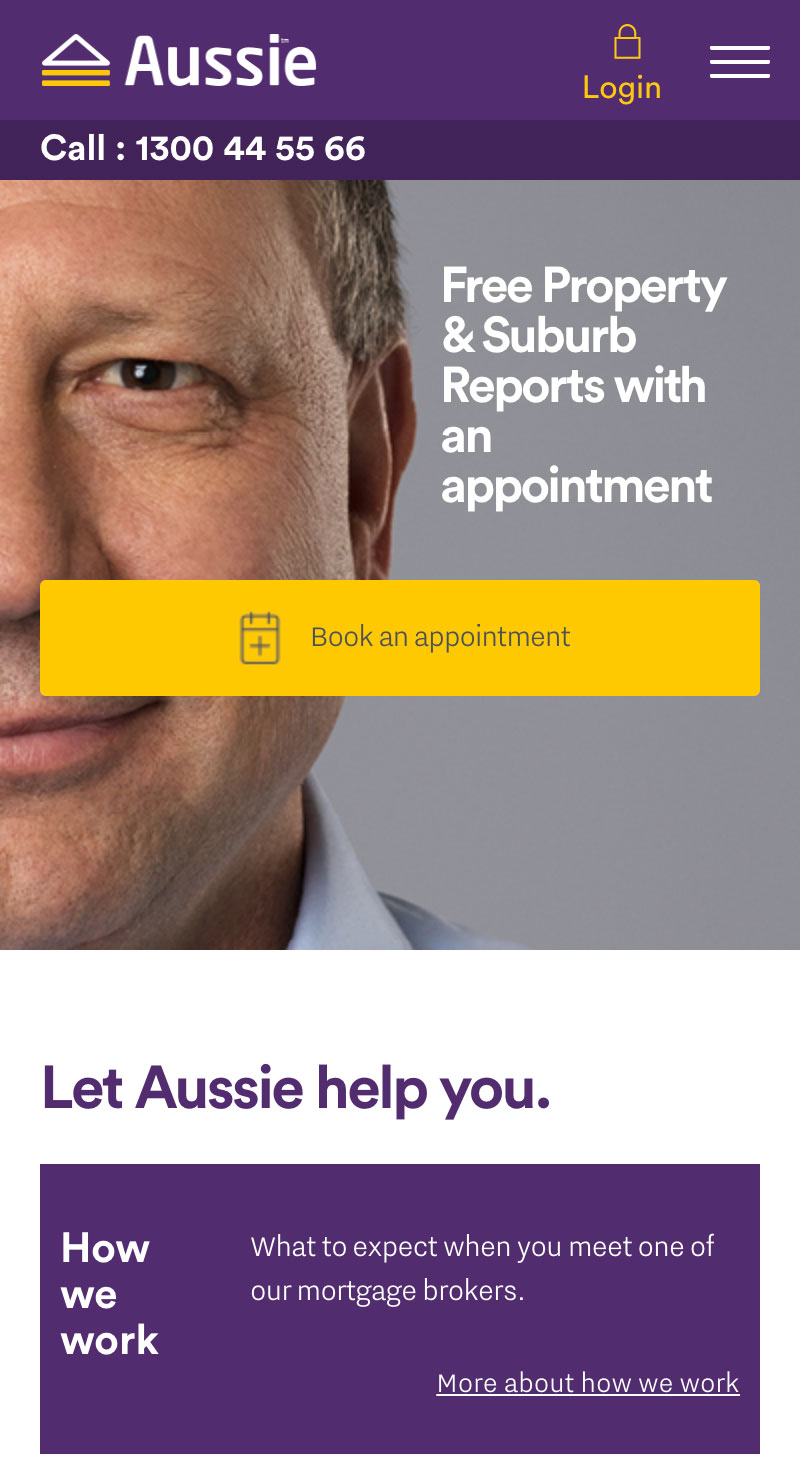 Aussie
Login
Call : 1300 44 55 66
Free Property
& Suburb
Reports with
an
appointment
Book an appointment
Let Aussie help you.
How
we
work
What to expect when you meet one of
our mortgage brokers.
More about how we work